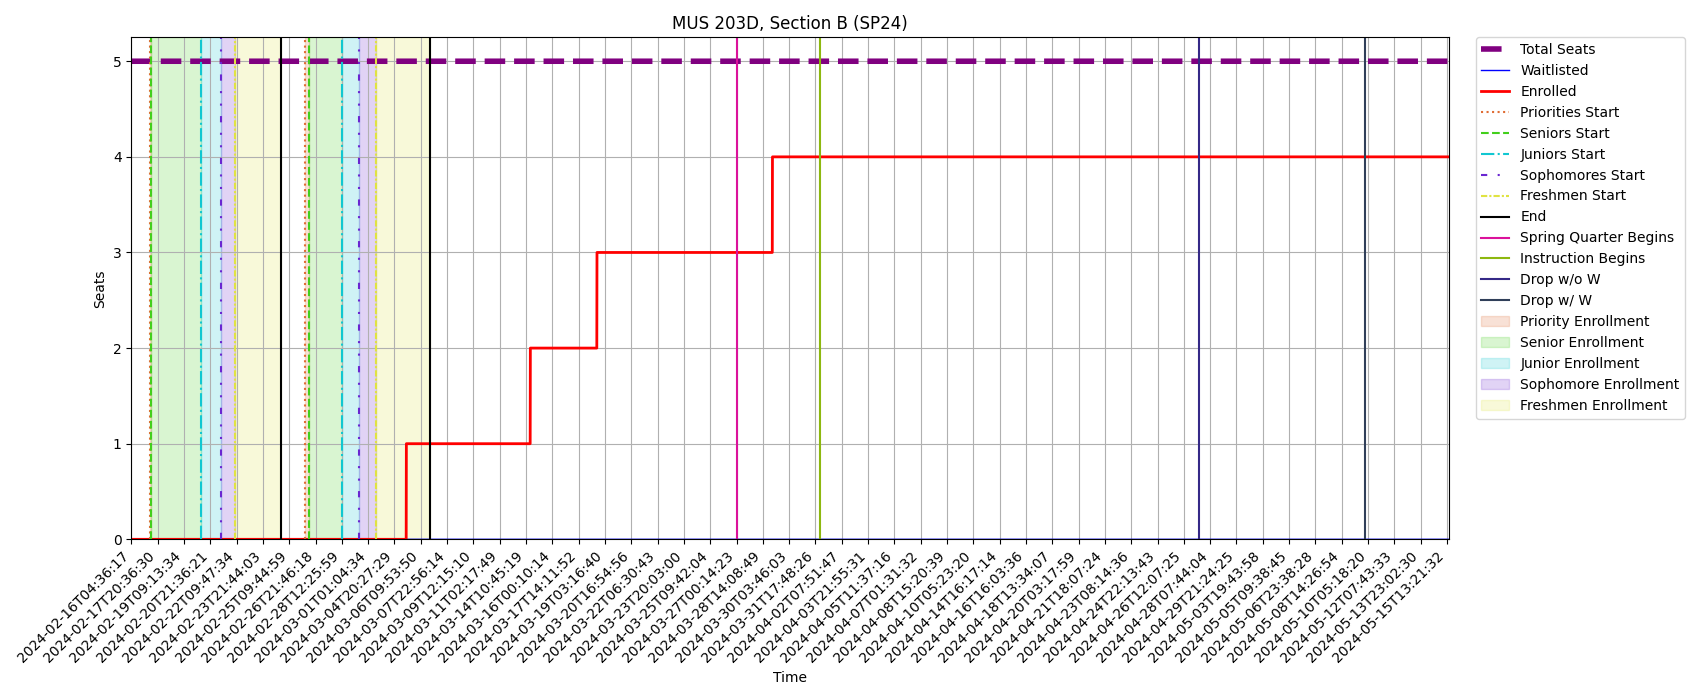 MUS 203D, Section B (SP24)
Seats
5
4
3
2
1
0
2024-02-16T04:36:17
2024-02-17T20:36:30
2024-02-19T09:13:34
2024-02-20T21:36:21
2024-02-22T09:47:34
2024-02-23T21:44:03
2024-02-25T09:44:59
2024-02-26T21:46:18
2024-02-28T12:25:59
2024-03-01T01:04:34
2024-03-04T20:27:29
2024-03-06T09:53:50
2024-03-07T22:56:14
2024-03-09T12:15:10
2024-03-11T02:17:49
2024-03-14T10:45:19
2024-03-16T00:10:14
2024-03-17T14:11:52
2024-03-19T03:16:40
2024-03-20T16:54:56
2024-03-22T06:30:43
2024-03-23T20:03:00
2024-03-25T09:42:04
2024-03-27T00:14:23
2024-03-28T14:08:49
2024-03-30T03:46:03
2024-03-31T17:48:26
2024-04-02T07:51:47
2024-04-03T21:55:31
2024-04-05T11:37:16
2024-04-07T01:31:32
2024-04-08T15:20:39
2024-04-10T05:23:20
2024-04-14T16:17:14
2024-04-16T16:03:36
2024-04-18T13:34:07
2024-04-20T03:17:59
2024-04-21T18:07:24
2024-04-23T08:14:36
2024-04-24T22:13:43
2024-04-26T12:07:25
2024-04-28T07:44:04
2024-04-29T21:24:25
2024-05-03T19:43:58
2024-05-05T09:38:45
2024-05-06T23:38:28
2024-05-08T14:26:54
2024-05-10T05:18:20
2024-05-12T07:43:33
2024-05-13T23:02:30
2024-05-15T13:21:32
Time
Total Seats
Waitlisted
Enrolled
Priorities Start
Seniors Start
Juniors Start
Sophomores Start
Freshmen Start
End
Spring Quarter Begins
Instruction Begins
Drop w/o W
Drop w/ W
Priority Enrollment
Senior Enrollment
Junior Enrollment
Sophomore Enrollment
Freshmen Enrollment